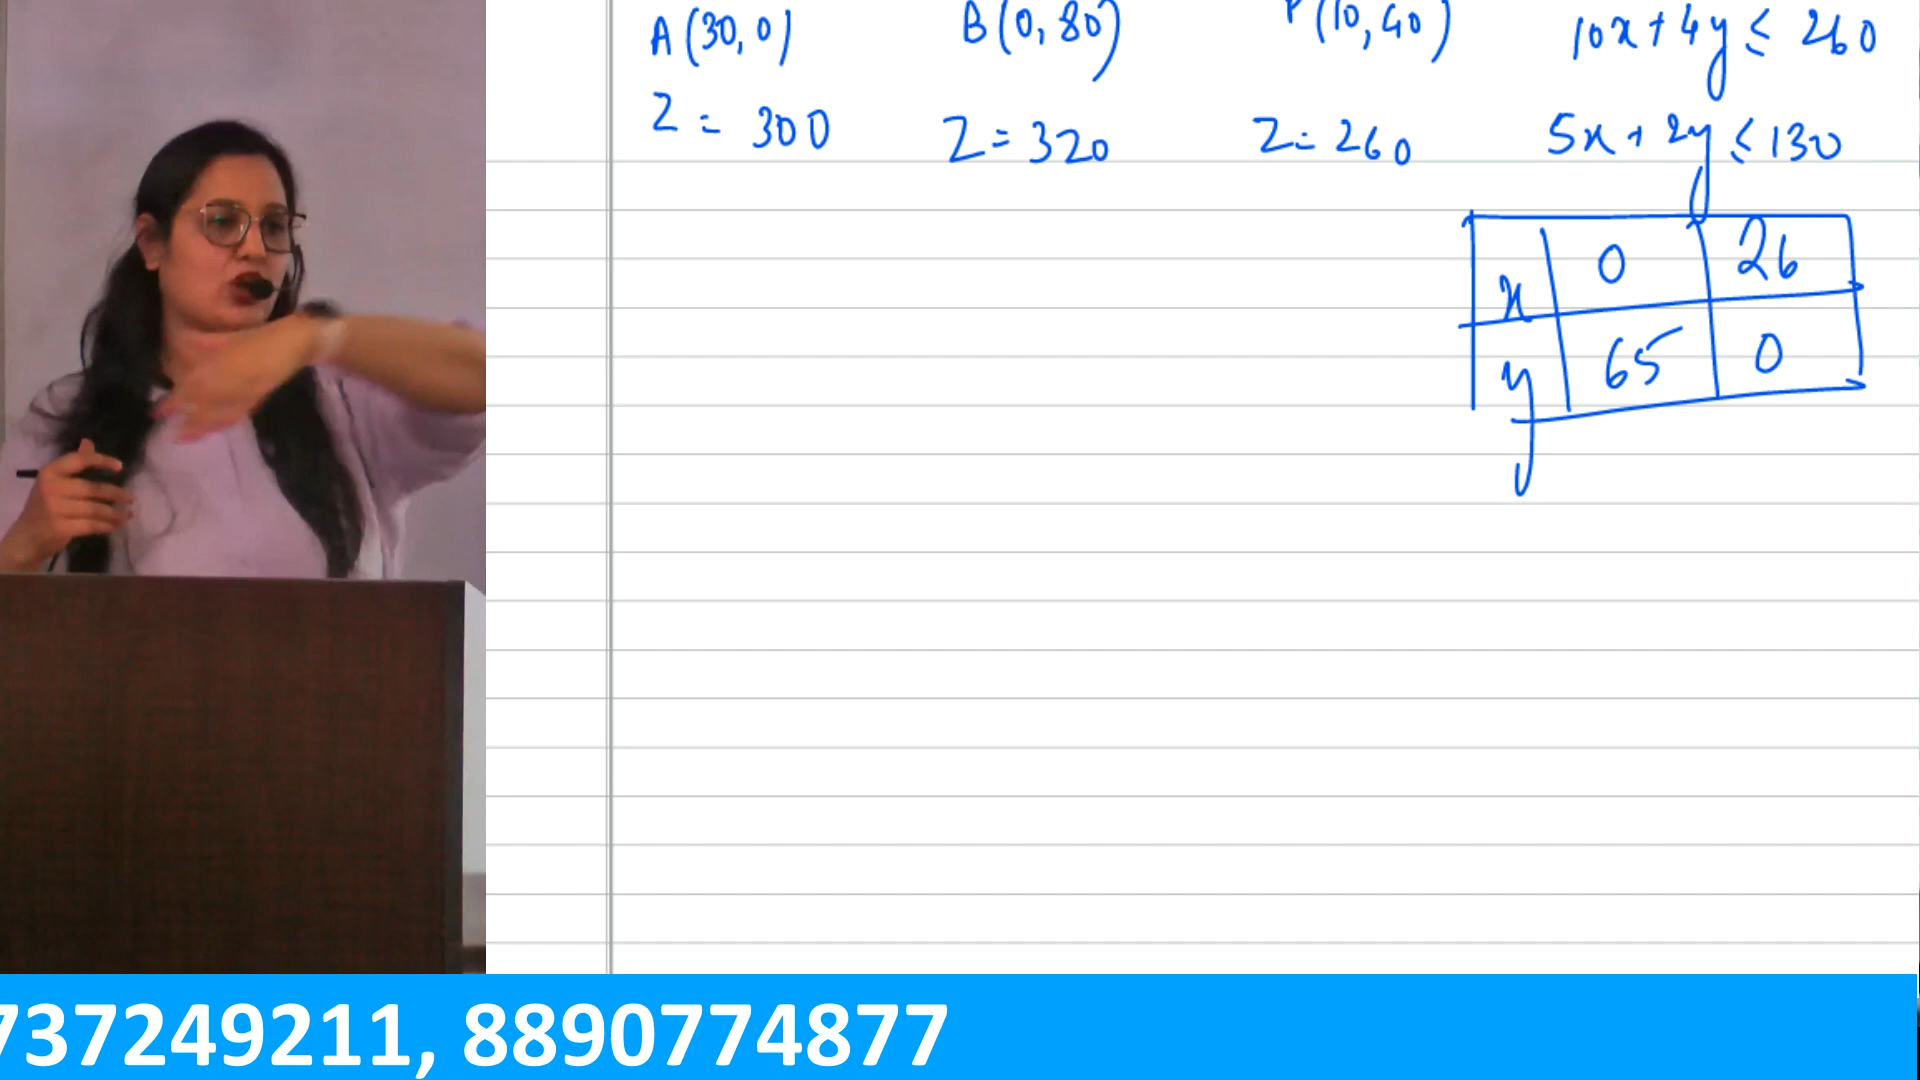 A (30, 0) B (0, 80) P (10, 40) 10x + 4y ≤ 260
Z = 300 Z = 320 Z = 260 5x + 2y ≤ 130
x 0 26
y 65 0
737249211, 8890774877